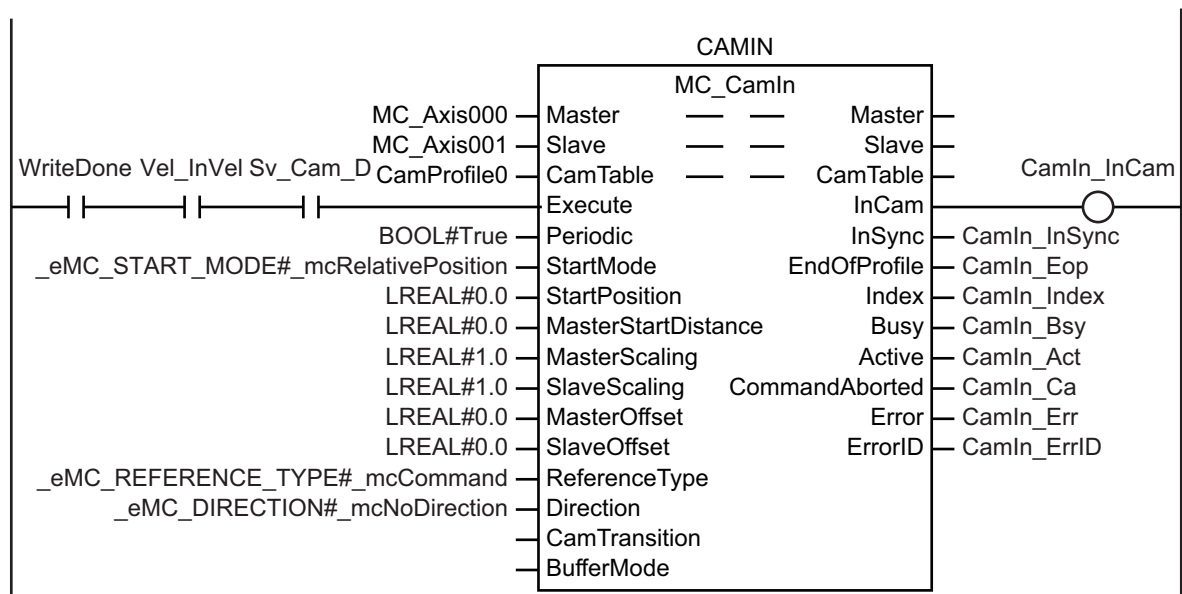 CAMIN
MC_CamIn
MC_Axis000 Master Master
MC_Axis001 Slave Slave
WriteDone Vel_InVel Sv_Cam_D CamProfile0 CamTable CamTable CamIn_InCam
Execute InCam
BOOL#True Periodic InSync CamIn_InSync
_eMC_START_MODE#_mcRelativePosition StartMode EndOfProfile CamIn_Eop
LREAL#0.0 StartPosition Index CamIn_Index
LREAL#0.0 MasterStartDistance Busy CamIn_Bsy
LREAL#1.0 MasterScaling Active CamIn_Act
LREAL#1.0 SlaveScaling CommandAborted CamIn_Ca
LREAL#0.0 MasterOffset Error CamIn_Err
LREAL#0.0 SlaveOffset ErrorID CamIn_ErrID
_eMC_REFERENCE_TYPE#_mcCommand ReferenceType
_eMC_DIRECTION#_mcNoDirection Direction
CamTransition
BufferMode